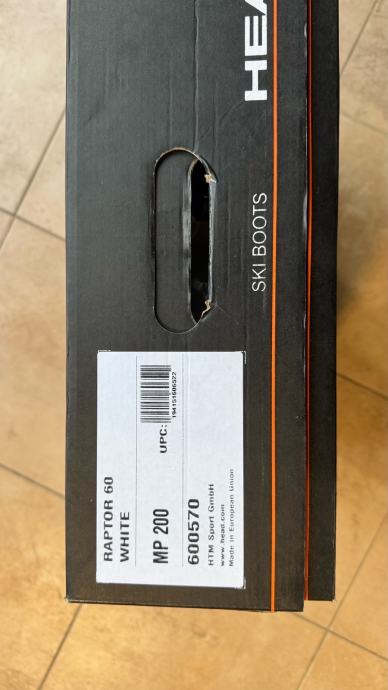 HEA
SKI BOOTS
RAPTOR 60
WHITE
MP 200
UPC:
194151606522
600570
HTM Sport GmbH
www.head.com
Made in European Union